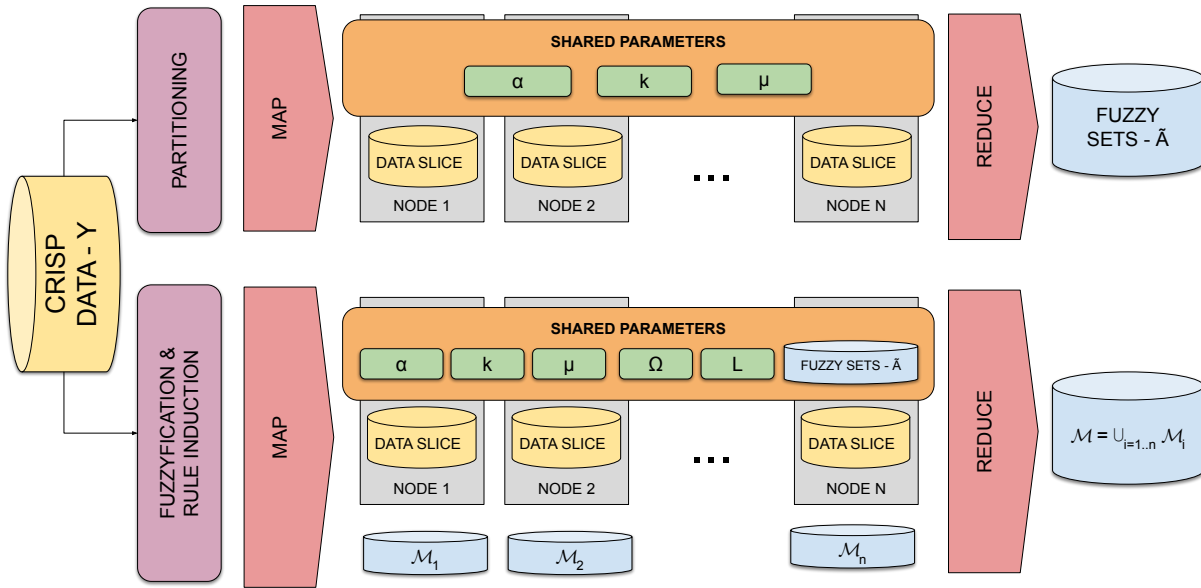 CRISP
DATA - Y
PARTITIONING
MAP
SHARED PARAMETERS
α
k
μ
DATA SLICE
DATA SLICE
...
DATA SLICE
NODE 1
NODE 2
NODE N
REDUCE
FUZZY
SETS - Ã
FUZZYFICATION &
RULE INDUCTION
MAP
SHARED PARAMETERS
α
k
μ
Ω
L
FUZZY SETS - Ã
DATA SLICE
DATA SLICE
...
DATA SLICE
NODE 1
NODE 2
NODE N
ℳ₁
ℳ₂
ℳₙ
REDUCE
ℳ = ∪ᵢ₌₁..ₙ ℳᵢ